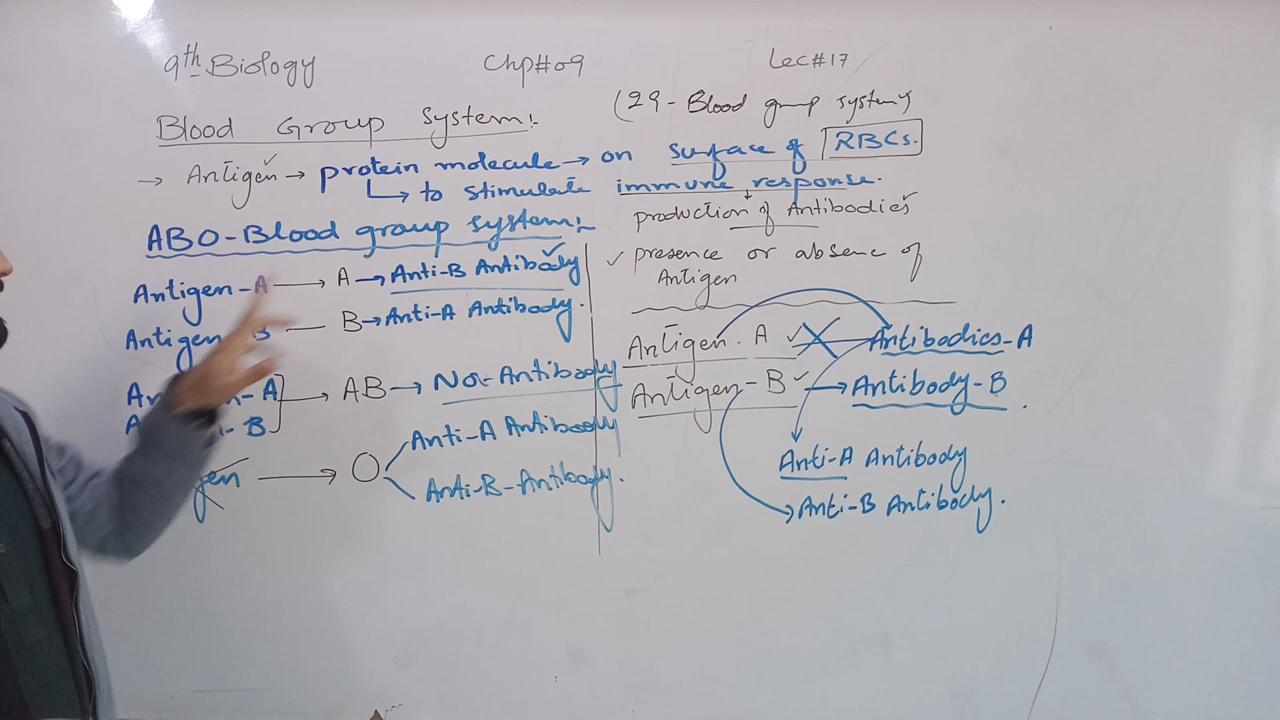 9th Biology Chp#09 Lec#17
Blood Group System:
(29-Blood group system)
→ Antigen → protein molecule → on surface of RBCs.
↳ to stimulate immune response.
production of Antibodies
ABO-Blood group system:
✓ presence or absence of
Antigen
Antigen-A → A → Anti-B Antibody
Antigen B — B → Anti-A Antibody.
An -A
B
→ AB → No-Antibody
gen → O
Anti-A Antibody
Anti-B-Antibody.
Antigen. A ✓ Antibodies-A
Antigen-B ✓ → Antibody-B
Anti-A Antibody
Anti-B Antibody.